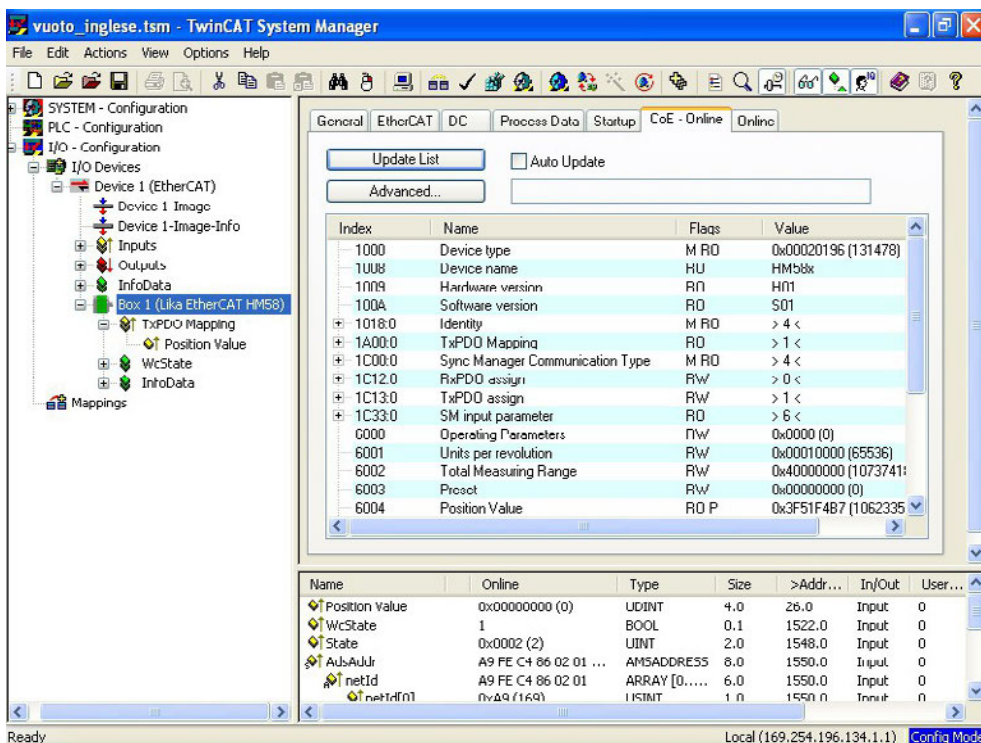 vuoto_inglese.tsm - TwinCAT System Manager
File Edit Actions View Options Help
SYSTEM - Configuration
PLC - Configuration
I/O - Configuration
I/O Devices
Device 1 (EtherCAT)
Device 1-Image
Device 1-Image-Info
Inputs
Outputs
InfoData
Box 1 (Lika EtherCAT HM58)
TxPDO Mapping
Position Value
WcState
InfoData
Mappings
General EtherCAT DC Process Data Startup CoE - Online Online
Update List Auto Update
Advanced...
Index Name Flags Value
1000 Device type M RO 0x00020196 (131478)
1008 Device name RO HM58x
1009 Hardware version RO H01
100A Software version RO S01
1018:0 Identity M RO > 4 <
1A00:0 TxPDO Mapping RO > 1 <
1C00:0 Sync Manager Communication Type M RO > 4 <
1C12:0 RxPDO assign RW > 0 <
1C13:0 TxPDO assign RW > 1 <
1C33:0 SM input parameter RO > 6 <
6000 Operating Parameters RW 0x0000 (0)
6001 Units per revolution RW 0x00010000 (65536)
6002 Total Measuring Range RW 0x40000000 (1073741
6003 Preset RW 0x00000000 (0)
6004 Position Value RO P 0x3F51F4B7 (1062335
Name Online Type Size >Addr... In/Out User...
Position Value 0x00000000 (0) UDINT 4.0 26.0 Input 0
WcState 1 BOOL 0.1 1522.0 Input 0
State 0x0002 (2) UINT 2.0 1548.0 Input 0
AdsAddr A9 FE C4 86 02 01 ... AMSADDRESS 8.0 1550.0 Input 0
netId A9 FE C4 86 02 01 ARRAY [0..... 6.0 1550.0 Input 0
netId[0] 0xA9 (169) USINT 1.0 1550.0 Input 0
Ready Local (169.254.196.134.1.1) Config Mode